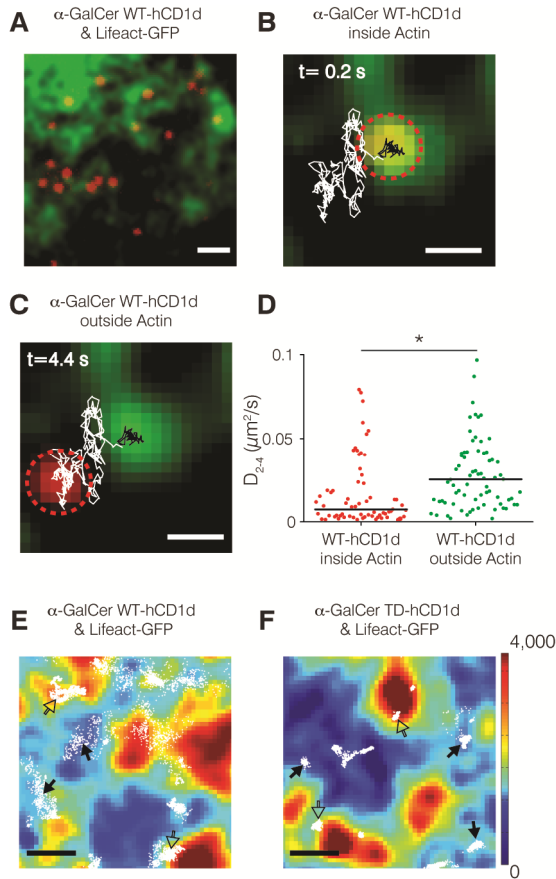 A
α-GalCer WT-hCD1d
& Lifeact-GFP
B
α-GalCer WT-hCD1d
inside Actin
t= 0.2 s
C
α-GalCer WT-hCD1d
outside Actin
t=4.4 s
D
*
0.1
0.05
0
D2-4 (µm²/s)
WT-hCD1d
inside Actin
WT-hCD1d
outside Actin
E
α-GalCer WT-hCD1d
& Lifeact-GFP
F
α-GalCer TD-hCD1d
& Lifeact-GFP
4,000
0